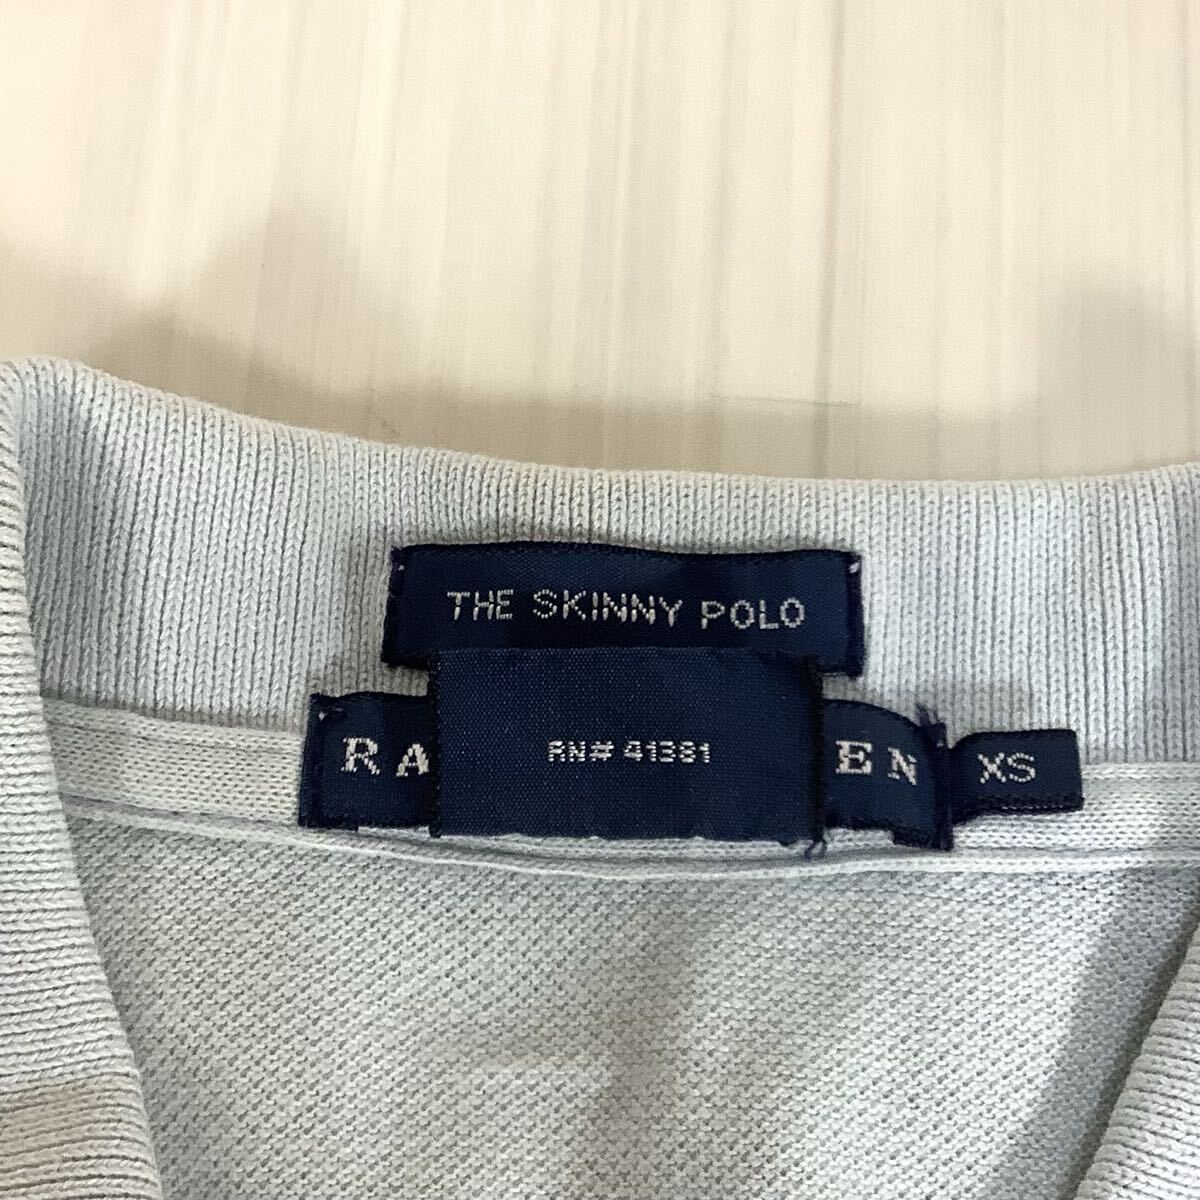 THE SKINNY POLO
RA EN XS
RN# 41381